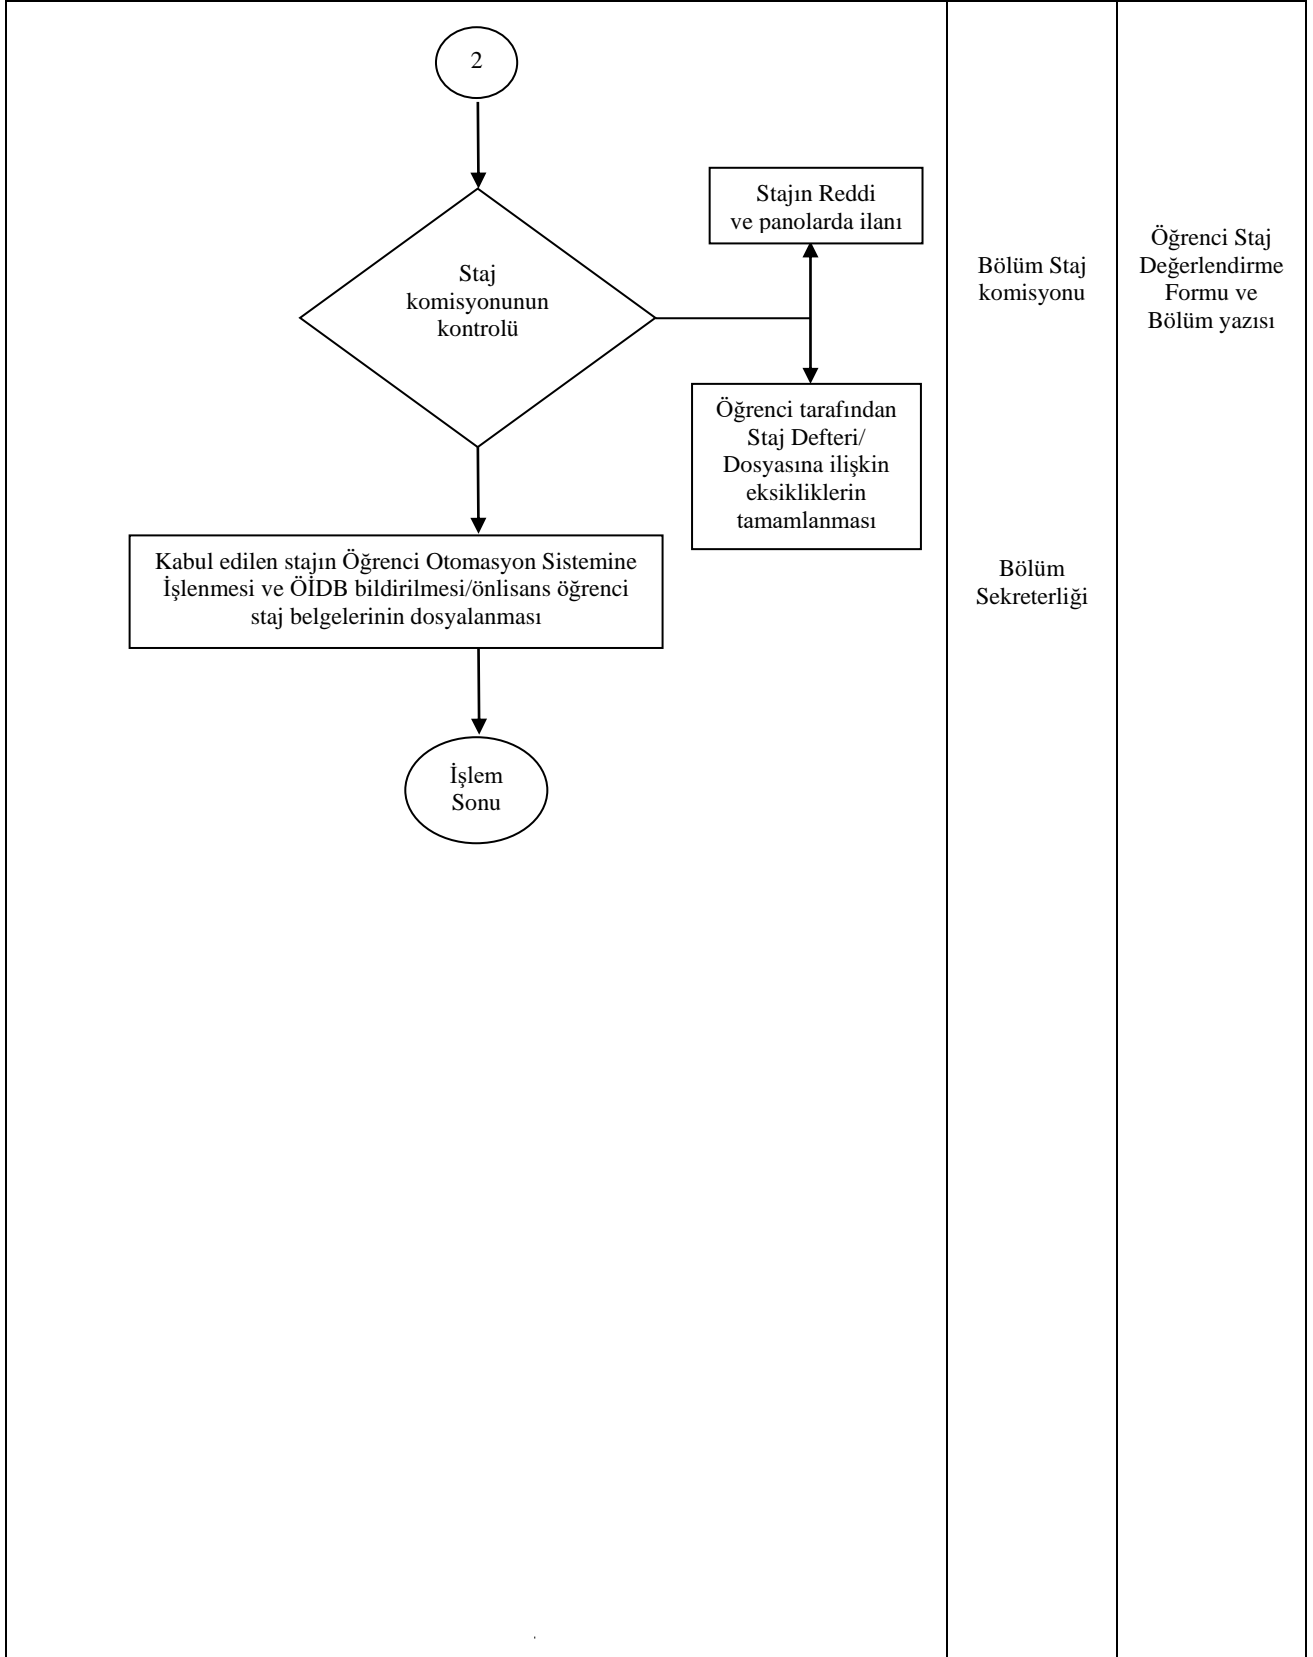 2
Stajın Reddi
ve panolarda ilanı
Staj
komisyonunun
kontrolü
Bölüm Staj
komisyonu
Öğrenci Staj
Değerlendirme
Formu ve
Bölüm yazısı
Öğrenci tarafından
Staj Defteri/
Dosyasına ilişkin
eksikliklerin
tamamlanması
Kabul edilen stajın Öğrenci Otomasyon Sistemine
İşlenmesi ve ÖİDB bildirilmesi/önlisans öğrenci
staj belgelerinin dosyalanması
Bölüm
Sekreterliği
İşlem
Sonu